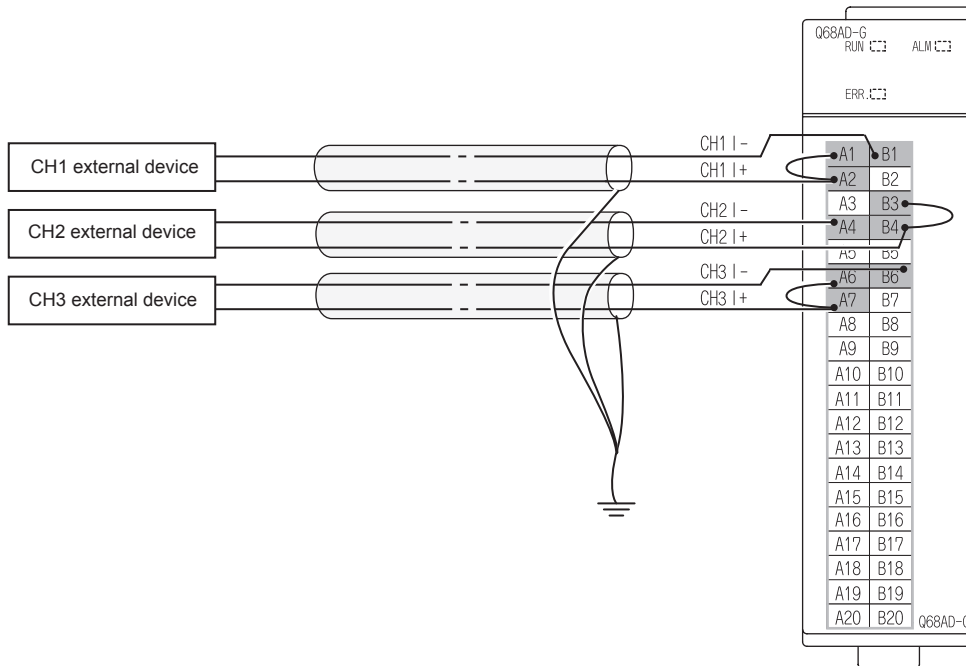 Q68AD-G
RUN ALM
ERR.
CH1 external device
CH1 I -
CH1 I +
CH2 external device
CH2 I -
CH2 I +
CH3 external device
CH3 I -
CH3 I +
A1 B1
A2 B2
A3 B3
A4 B4
A5 B5
A6 B6
A7 B7
A8 B8
A9 B9
A10 B10
A11 B11
A12 B12
A13 B13
A14 B14
A15 B15
A16 B16
A17 B17
A18 B18
A19 B19
A20 B20
Q68AD-G